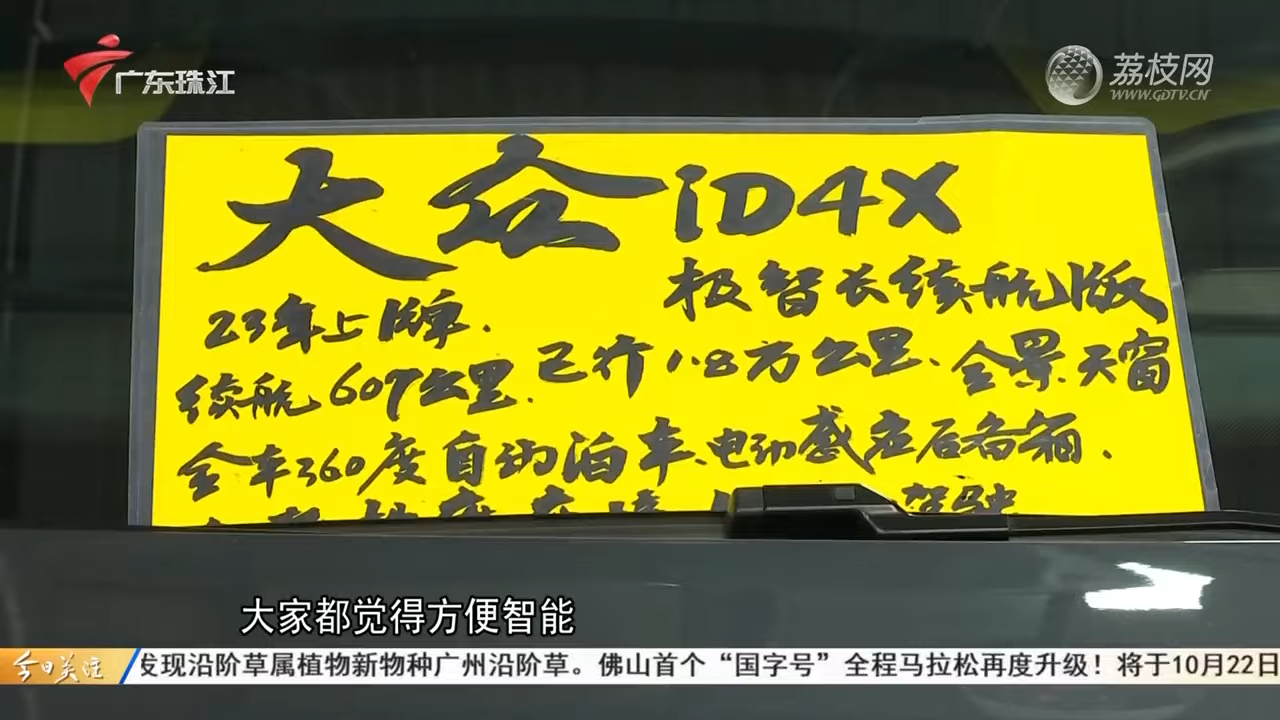 广东珠江
荔枝网
WWW.GDTV.CN
大众iD4X
极智长续航版
23年上牌.
续航607公里.已行1.8万公里、全景天窗
全车360度自动泊车、电动感应后备箱、
驾驶
大家都觉得方便智能
今日关注
发现沿阶草属植物新物种广州沿阶草。佛山首个“国字号”全程马拉松再度升级！将于10月22日